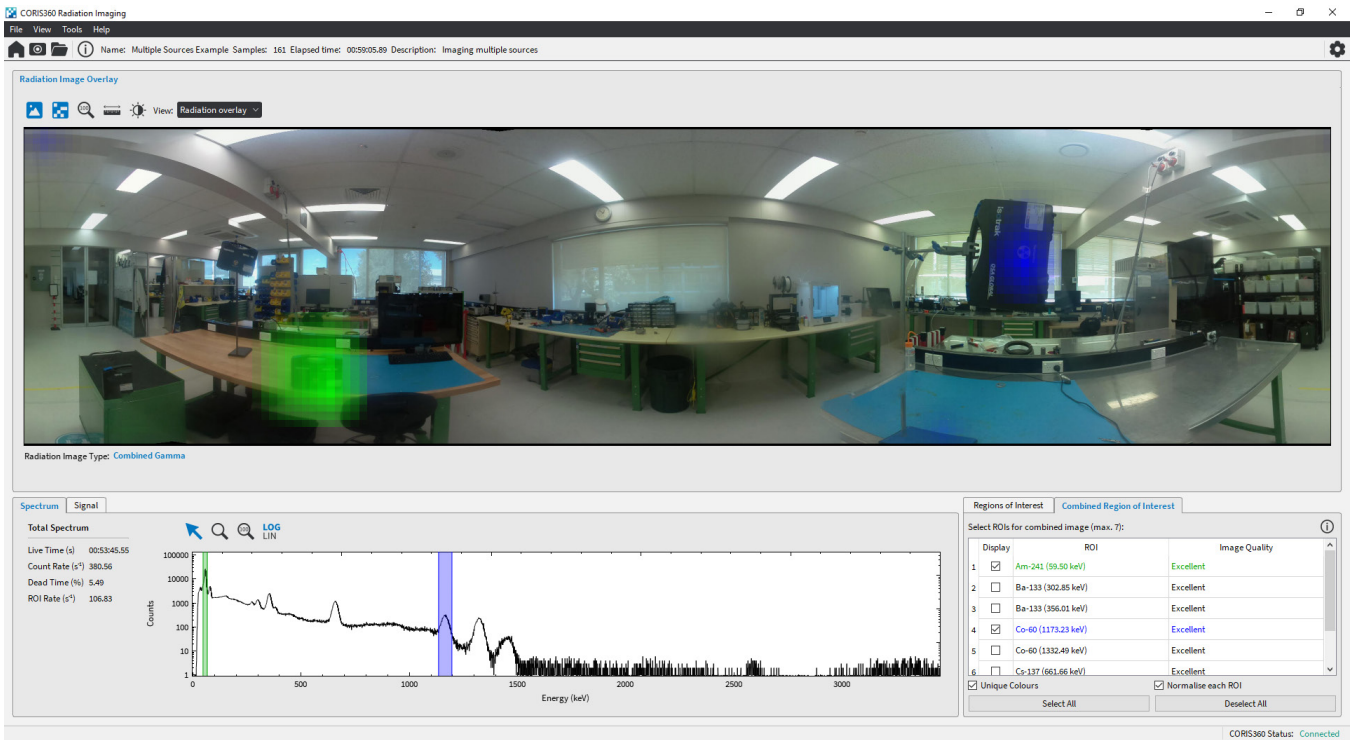 CORIS360 Radiation Imaging
File View Tools Help
Name: Multiple Sources Example Samples: 161 Elapsed time: 00:59:05.89 Description: Imaging multiple sources
Radiation Image Overlay
View: Radiation overlay
GSA GLOBAL
Radiation Image Type: Combined Gamma
Spectrum Signal
Total Spectrum
Live Time (s) 00:53:45.55
Count Rate (s⁻¹) 380.56
Dead Time (%) 5.49
ROI Rate (s⁻¹) 106.83
LOG
LIN
Counts
100000
10000
1000
100
10
1
0 500 1000 1500 2000 2500 3000
Energy (keV)
Regions of Interest Combined Region of Interest
Select ROIs for combined image (max. 7):
Display ROI Image Quality
1 Am-241 (59.50 keV) Excellent
2 Ba-133 (302.85 keV) Excellent
3 Ba-133 (356.01 keV) Excellent
4 Co-60 (1173.23 keV) Excellent
5 Co-60 (1332.49 keV) Excellent
6 Cs-137 (661.66 keV) Excellent
Unique Colours Normalise each ROI
Select All Deselect All
CORIS360 Status: Connected